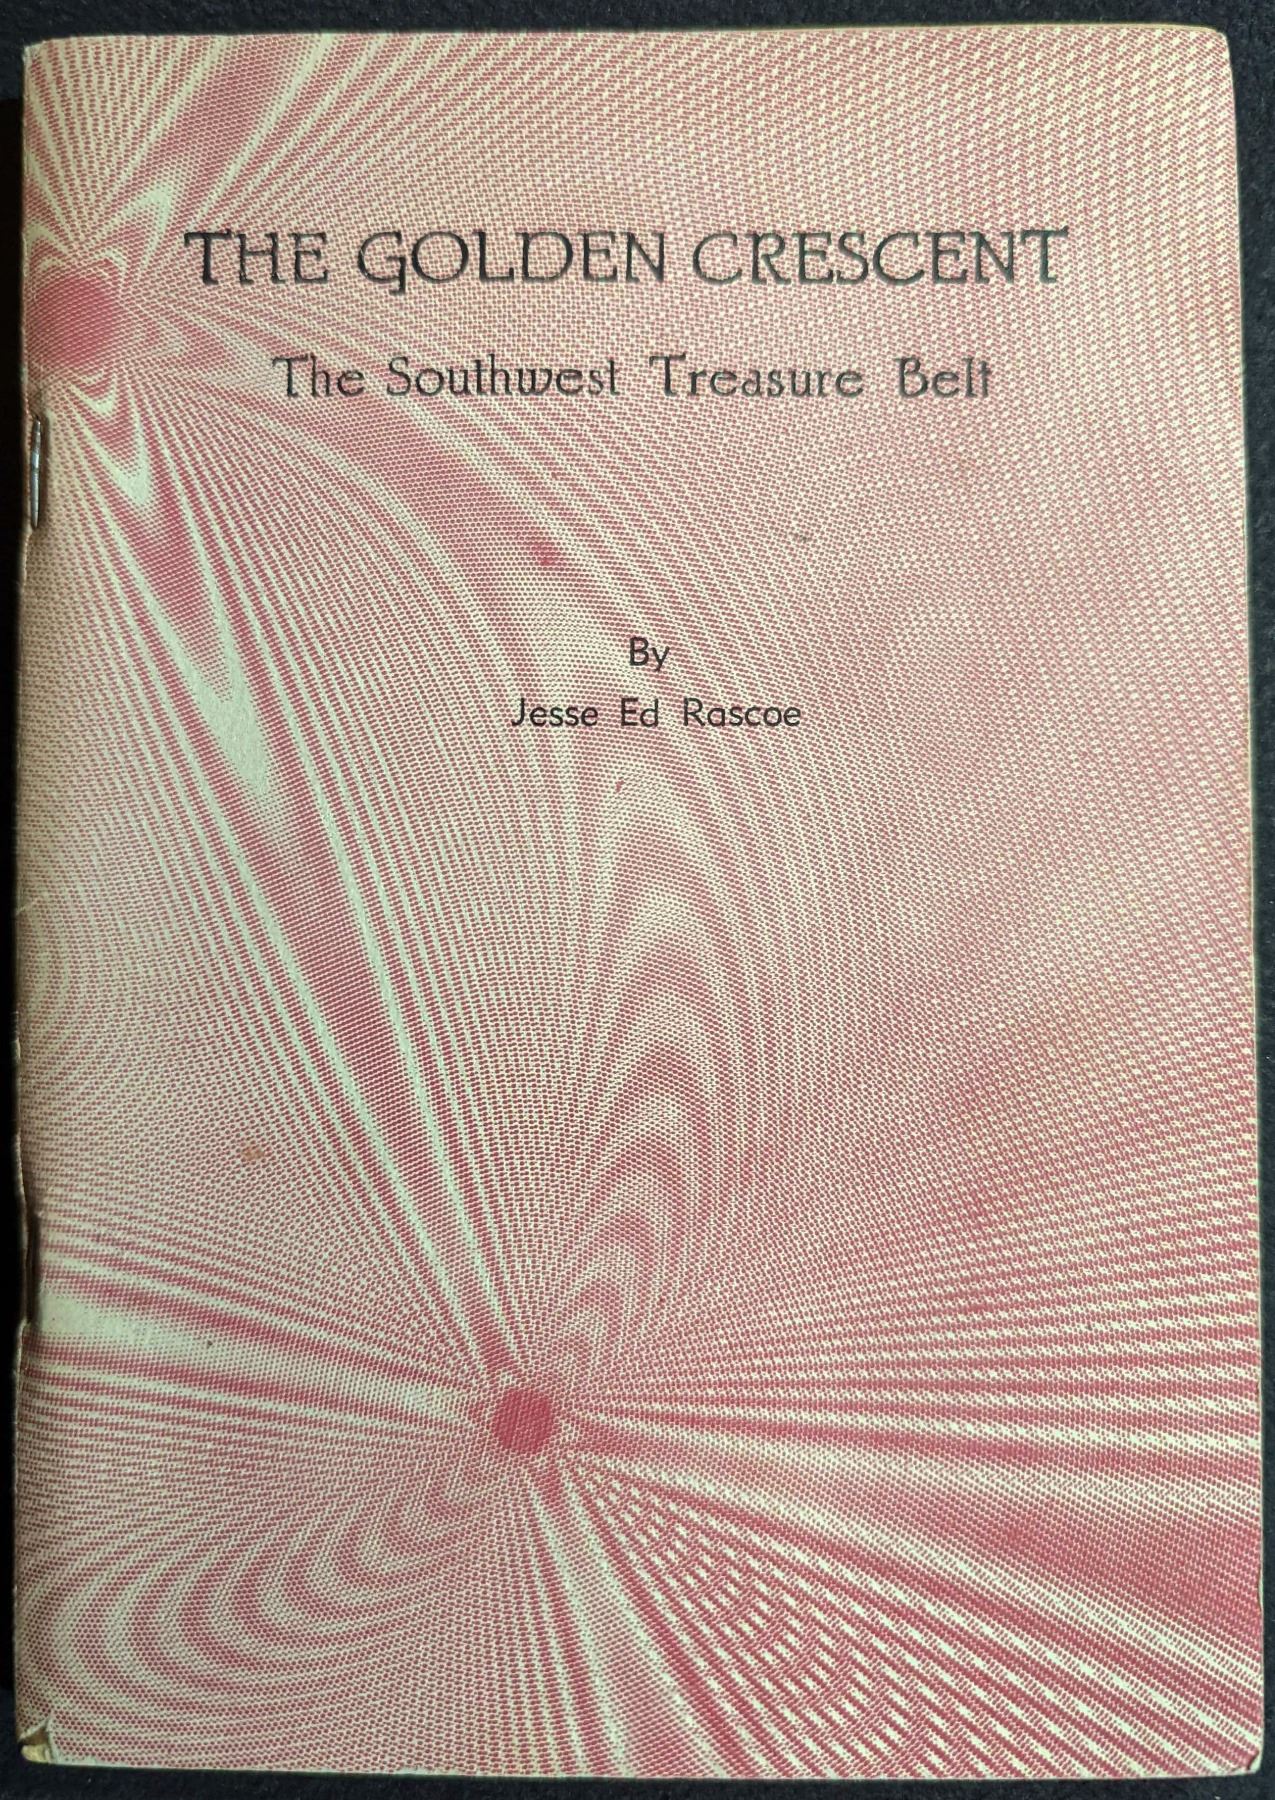 THE GOLDEN CRESCENT
The Southwest Treasure Belt
By
Jesse Ed Rascoe